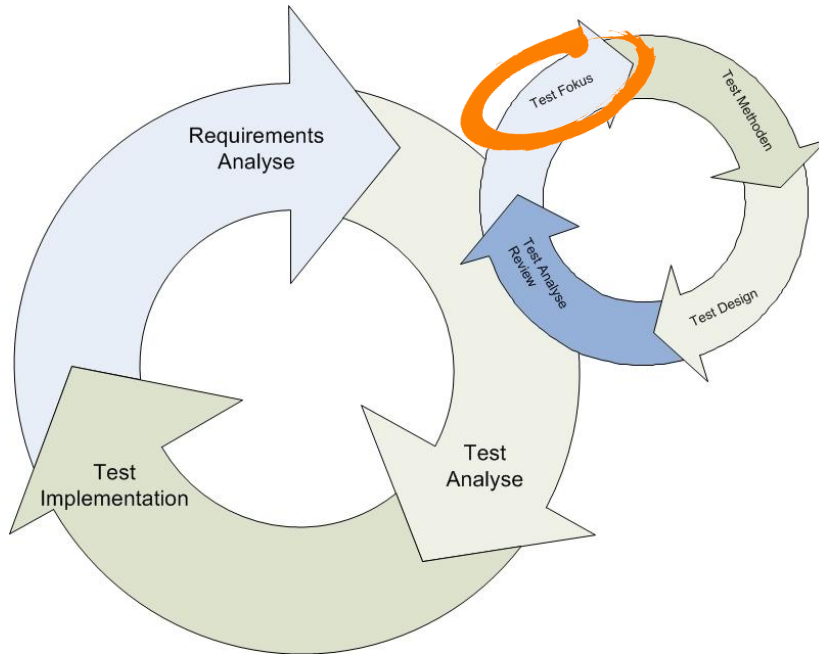 Requirements
Analyse
Test
Analyse
Test
Implementation
Test Fokus
Test Methoden
Test Design
Test Analyse
Review